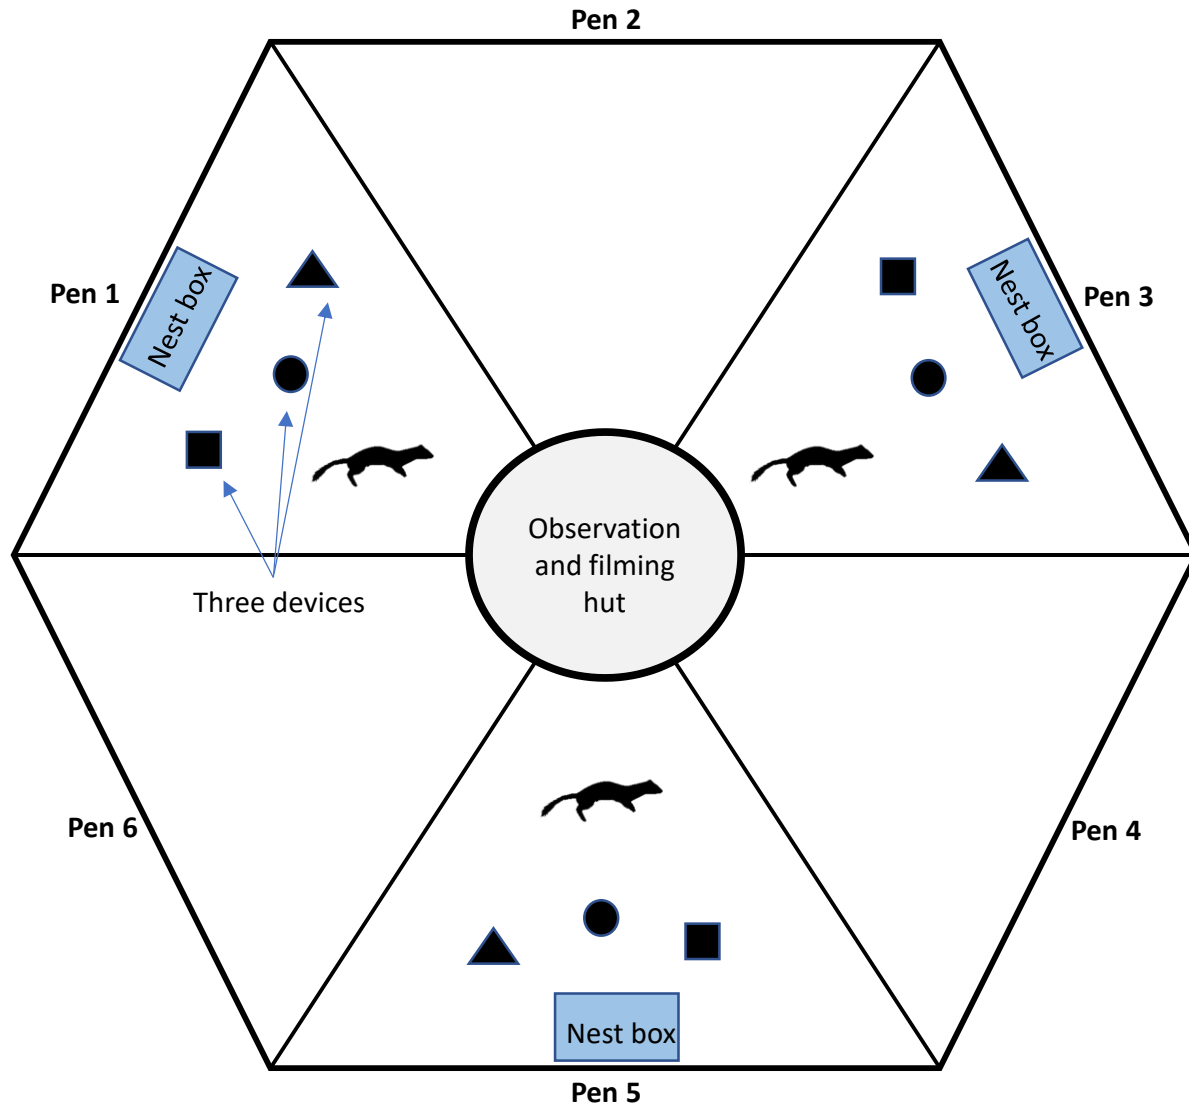 Pen 2
Pen 1
Nest box
Nest box
Pen 3
Observation
and filming
hut
Three devices
Pen 6
Pen 4
Nest box
Pen 5